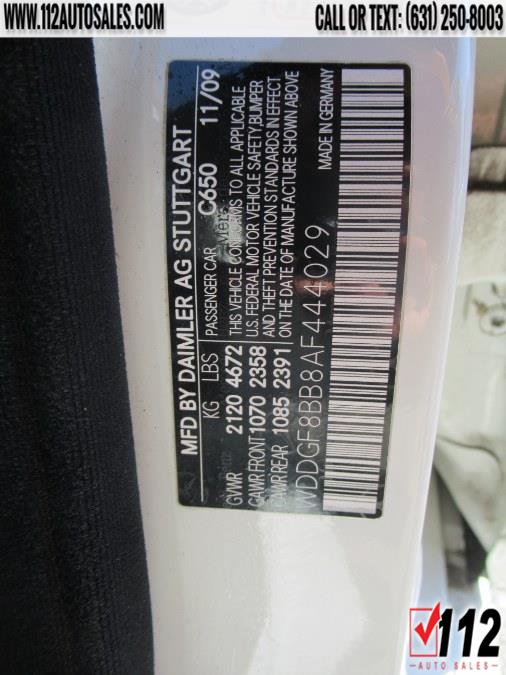 WWW.112AUTOSALES.COM
CALL OR TEXT: (631) 250-8003
MFD BY DAIMLER AG STUTTGART
KG LBS PASSENGER CAR C650 11/09
GVWR 2120 4672 THIS VEHICLE CONFORMS TO ALL APPLICABLE
U.S. FEDERAL MOTOR VEHICLE SAFETY, BUMPER
GAWR FRONT 1070 2358 AND THEFT PREVENTION STANDARDS IN EFFECT
GAWR REAR 1085 2391 ON THE DATE OF MANUFACTURE SHOWN ABOVE
WDDGF8BB8AF444029
MADE IN GERMANY
112
AUTO SALES